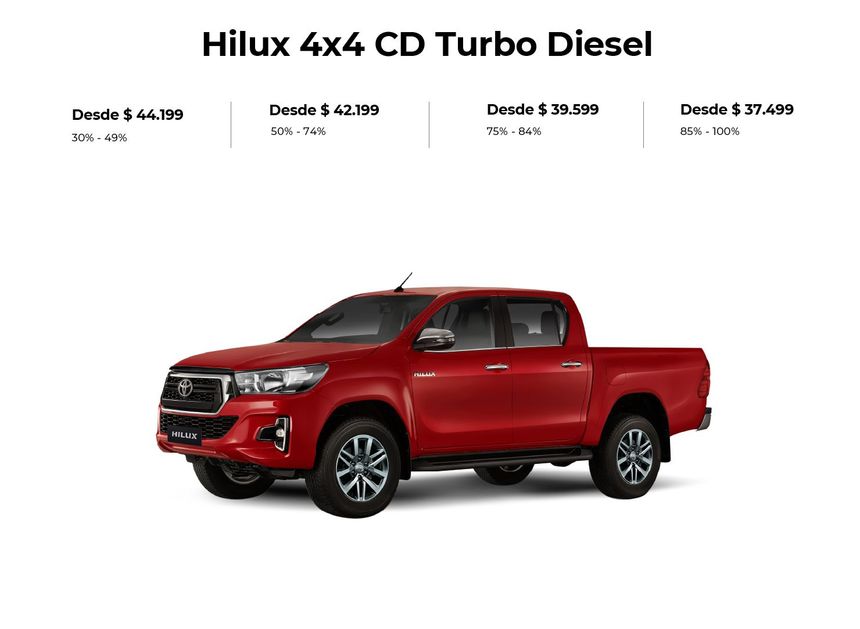 Hilux 4x4 CD Turbo Diesel
Desde $ 44.199
30% - 49%
Desde $ 42.199
50% - 74%
Desde $ 39.599
75% - 84%
Desde $ 37.499
85% - 100%
HILUX
HILUX